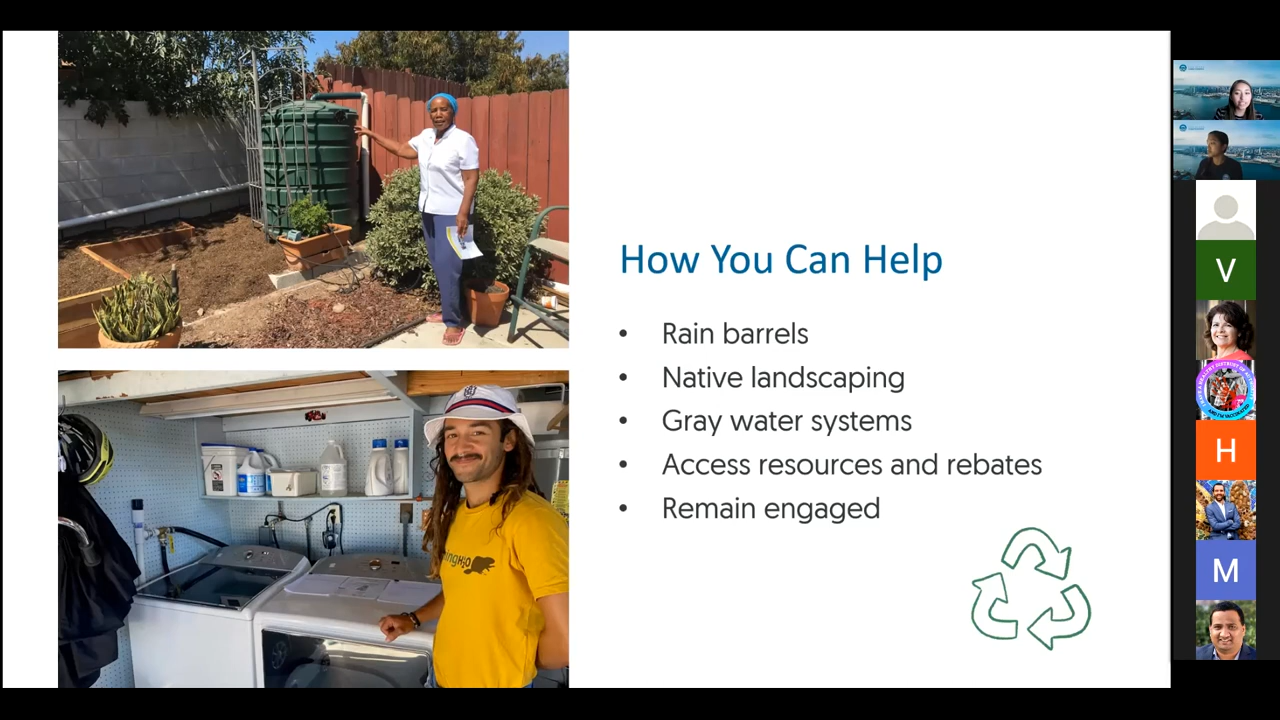 How You Can Help
• Rain barrels
• Native landscaping
• Gray water systems
• Access resources and rebates
• Remain engaged
V
H
M